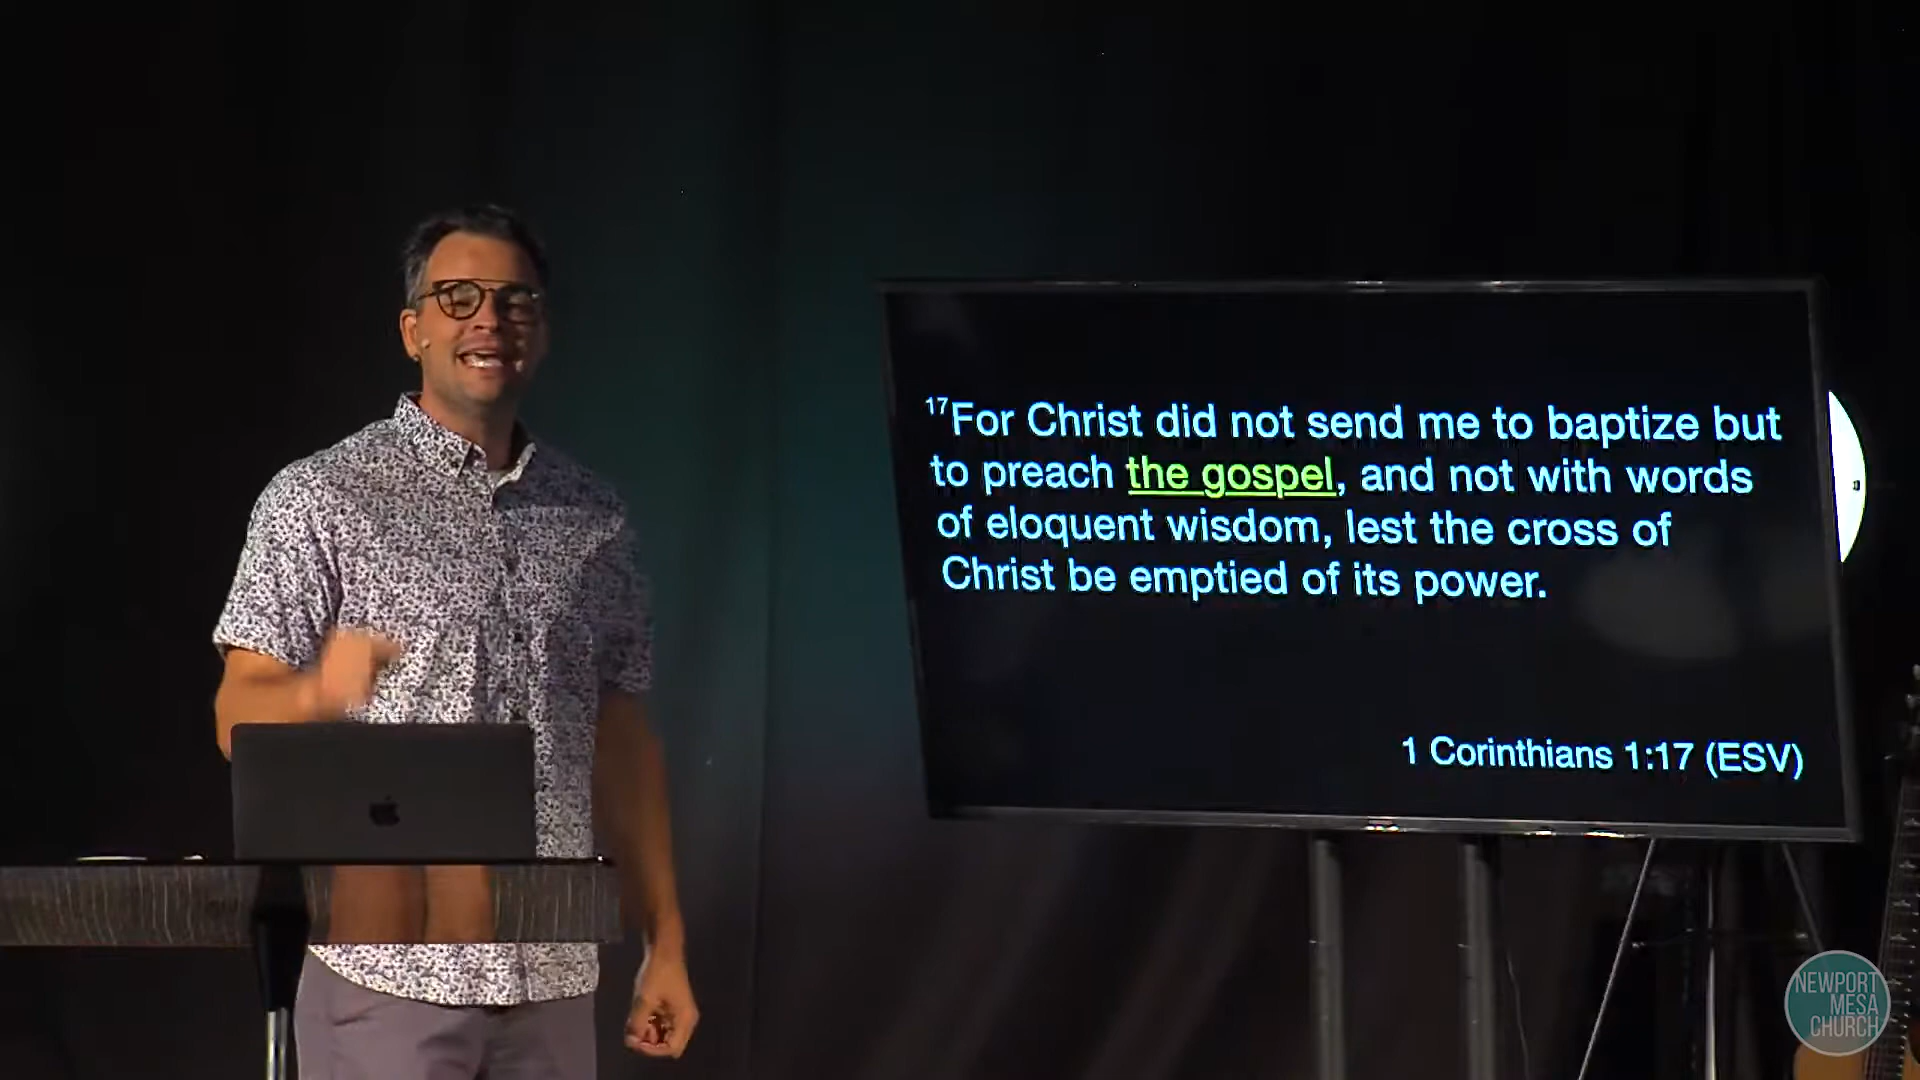 17For Christ did not send me to baptize but
to preach the gospel, and not with words
of eloquent wisdom, lest the cross of
Christ be emptied of its power.
1 Corinthians 1:17 (ESV)
NEWPORT
MESA
CHURCH